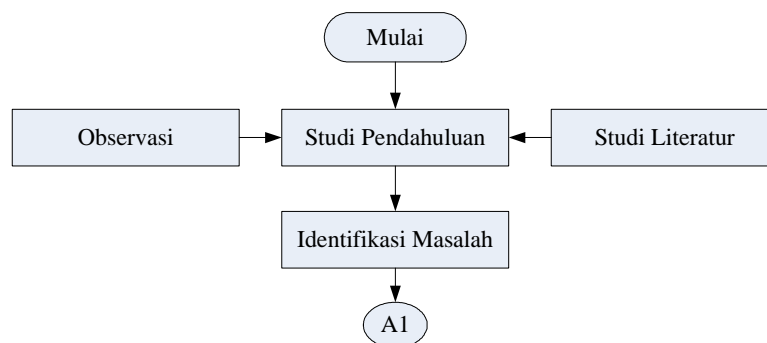 Mulai
Observasi
Studi Pendahuluan
Studi Literatur
Identifikasi Masalah
A1